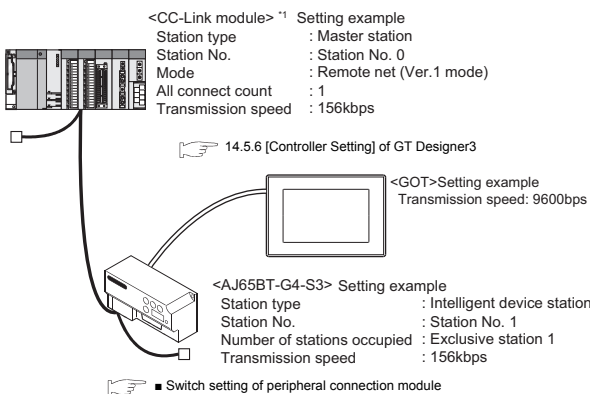 <CC-Link module> *1 Setting example
Station type : Master station
Station No. : Station No. 0
Mode : Remote net (Ver.1 mode)
All connect count : 1
Transmission speed : 156kbps
14.5.6 [Controller Setting] of GT Designer3
<GOT>Setting example
Transmission speed: 9600bps
<AJ65BT-G4-S3> Setting example
Station type : Intelligent device station
Station No. : Station No. 1
Number of stations occupied : Exclusive station 1
Transmission speed : 156kbps
■ Switch setting of peripheral connection module